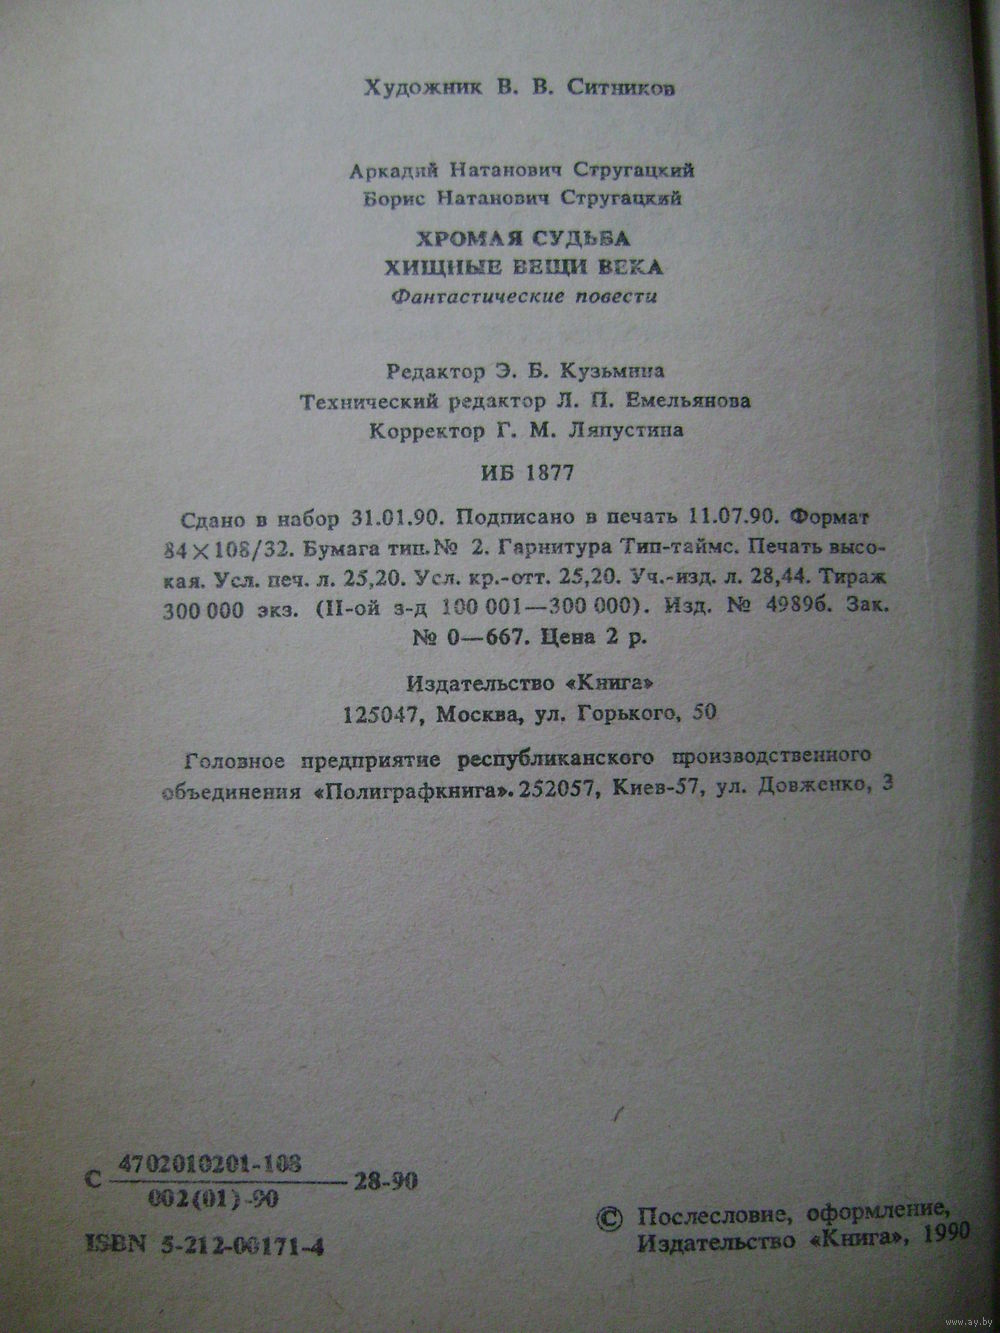 Художник В. В. Ситников
Аркадий Натанович Стругацкий
Борис Натанович Стругацкий
ХРОМАЯ СУДЬБА
ХИЩНЫЕ ВЕЩИ ВЕКА
Фантастические повести
Редактор Э. Б. Кузьмина
Технический редактор Л. П. Емельянова
Корректор Г. М. Ляпустина
ИБ 1877
Сдано в набор 31.01.90. Подписано в печать 11.07.90. Формат
84×108/32. Бумага тип.№ 2. Гарнитура Тип-таймс. Печать высо-
кая. Усл. печ. л. 25,20. Усл. кр.-отт. 25,20. Уч.-изд. л. 28,44. Тираж
300 000 экз. (II-ой з-д 100 001—300 000). Изд. № 4989б. Зак.
№ 0—667. Цена 2 р.
Издательство «Книга»
125047, Москва, ул. Горького, 50
Головное предприятие республиканского производственного
объединения «Полиграфкнига». 252057, Киев-57, ул. Довженко, 3
С 4702010201-108 28-90
002(01)-90
ISBN 5-212-00171-4
© Послесловие, оформление,
Издательство «Книга», 1990
www.ay.by